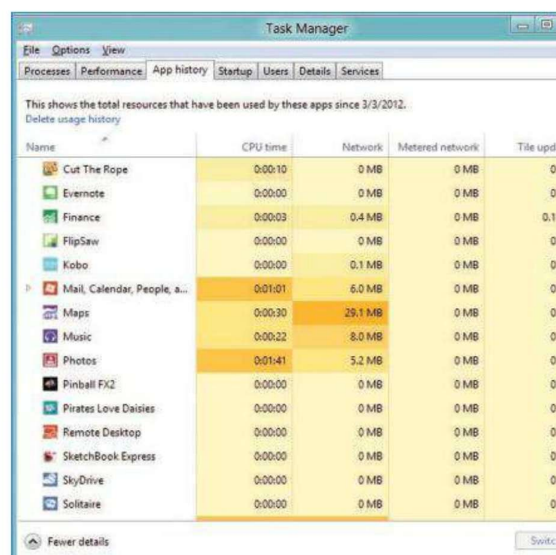 Task Manager
File Options View
Processes Performance App history Startup Users Details Services
This shows the total resources that have been used by these apps since 3/3/2012.
Delete usage history
Name CPU time Network Metered network Tile upd
Cut The Rope 0:00:10 0 MB 0 MB 0
Evernote 0:00:00 0 MB 0 MB 0
Finance 0:00:03 0.4 MB 0 MB 0.1
FlipSaw 0:00:00 0 MB 0 MB 0
Kobo 0:00:00 0.1 MB 0 MB 0
Mail, Calendar, People, a... 0:01:01 6.0 MB 0 MB 0
Maps 0:00:30 29.1 MB 0 MB 0
Music 0:00:22 8.0 MB 0 MB 0
Photos 0:01:41 5.2 MB 0 MB 0
Pinball FX2 0:00:00 0 MB 0 MB 0
Pirates Love Daisies 0:00:00 0 MB 0 MB 0
Remote Desktop 0:00:00 0 MB 0 MB 0
SketchBook Express 0:00:00 0 MB 0 MB 0
SkyDrive 0:00:00 0 MB 0 MB 0
Solitaire 0:00:00 0 MB 0 MB 0
Fewer details Switc